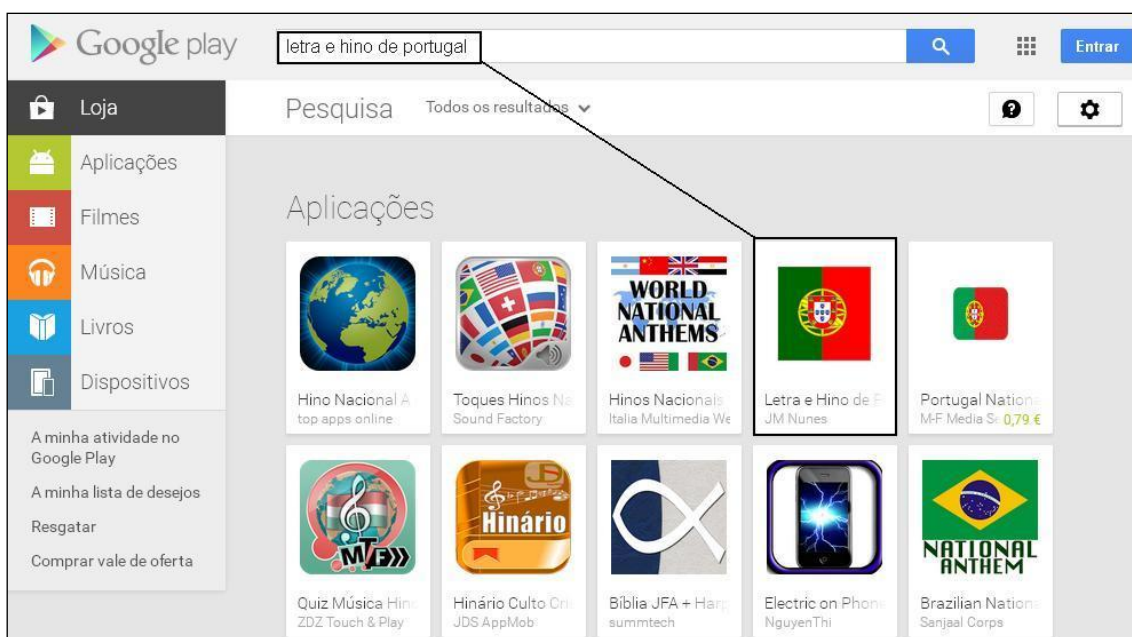 Google play
letra e hino de portugal
Entrar
Loja
Pesquisa
Todos os resultados
Aplicações
Filmes
Música
Livros
Dispositivos
A minha atividade no
Google Play
A minha lista de desejos
Resgatar
Comprar vale de oferta
Aplicações
WORLD
NATIONAL
ANTHEMS
Hino Nacional A
top apps online
Toques Hinos Na
Sound Factory
Hinos Nacionais
Italia Multimedia We
Letra e Hino de P
JM Nunes
Portugal Nation
M-F Media Se 0,79 €
MTF
JD
Hinário
NATIONAL
ANTHEM
Quiz Música Hin
ZDZ Touch & Play
Hinário Culto Cri
JDS AppMob
Bíblia JFA + Harp
summtech
Electric on Phon
NguyenThi
Brazilian Nation
Sanjaal Corps